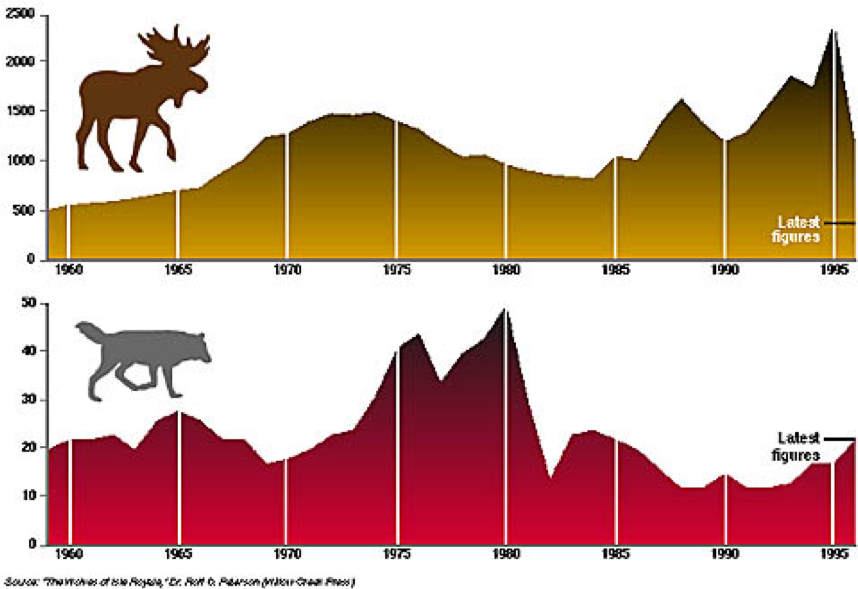 2500
2000
1500
1000
500
0
Latest
figures
1960 1965 1970 1975 1980 1985 1990 1995
50
40
30
20
10
0
Latest
figures
1960 1965 1970 1975 1980 1985 1990 1995
Source: "The Wolves of Isle Royale," Dr. Rolf O. Peterson (Willow Creek Press)